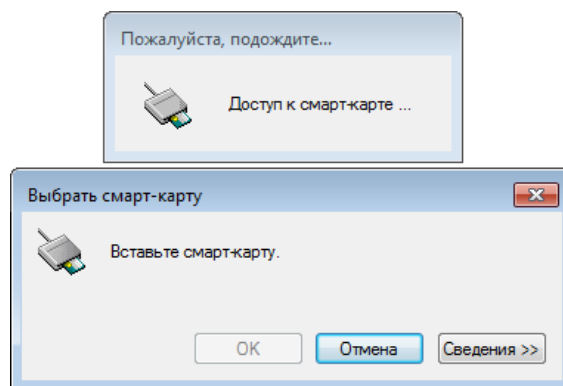 Пожалуйста, подождите...
Доступ к смарт-карте ...
Выбрать смарт-карту
Вставьте смарт-карту.
OK
Отмена
Сведения >>